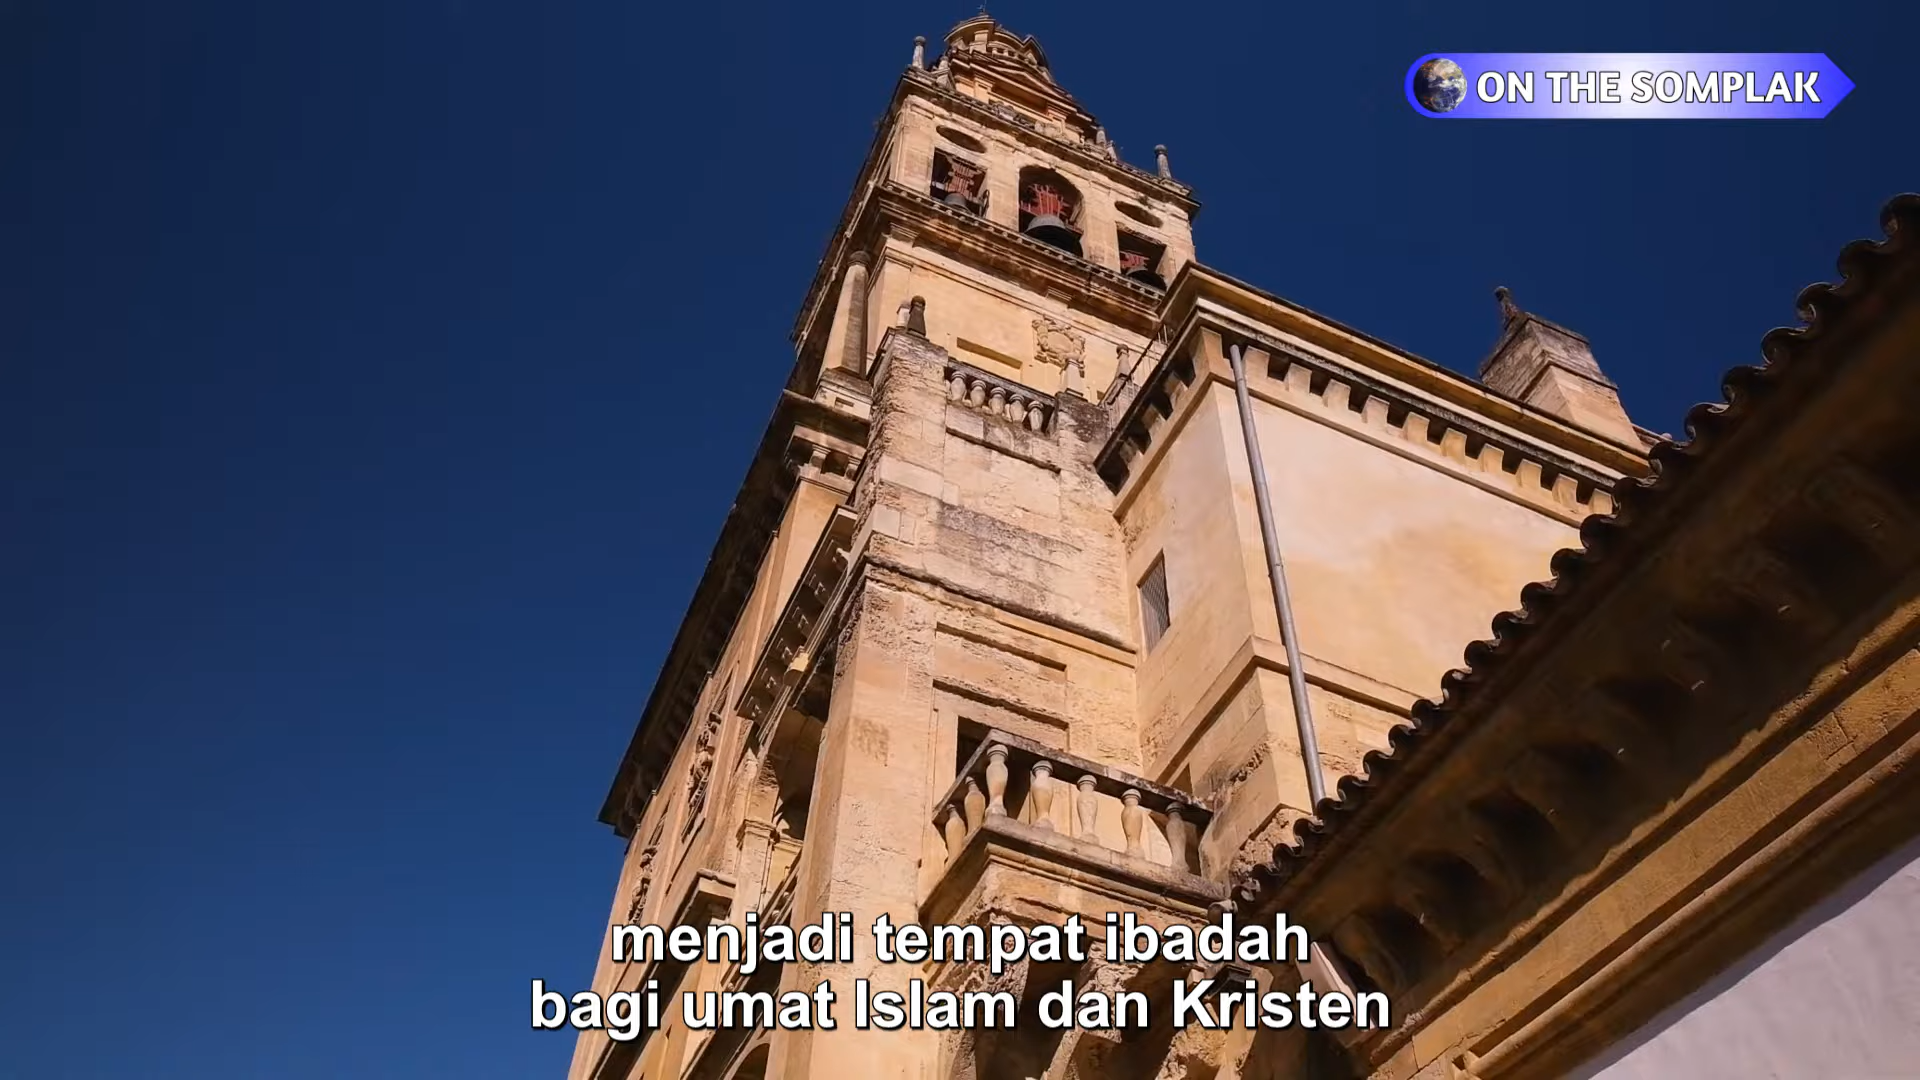 ON THE SOMPLAK
menjadi tempat ibadah
bagi umat Islam dan Kristen